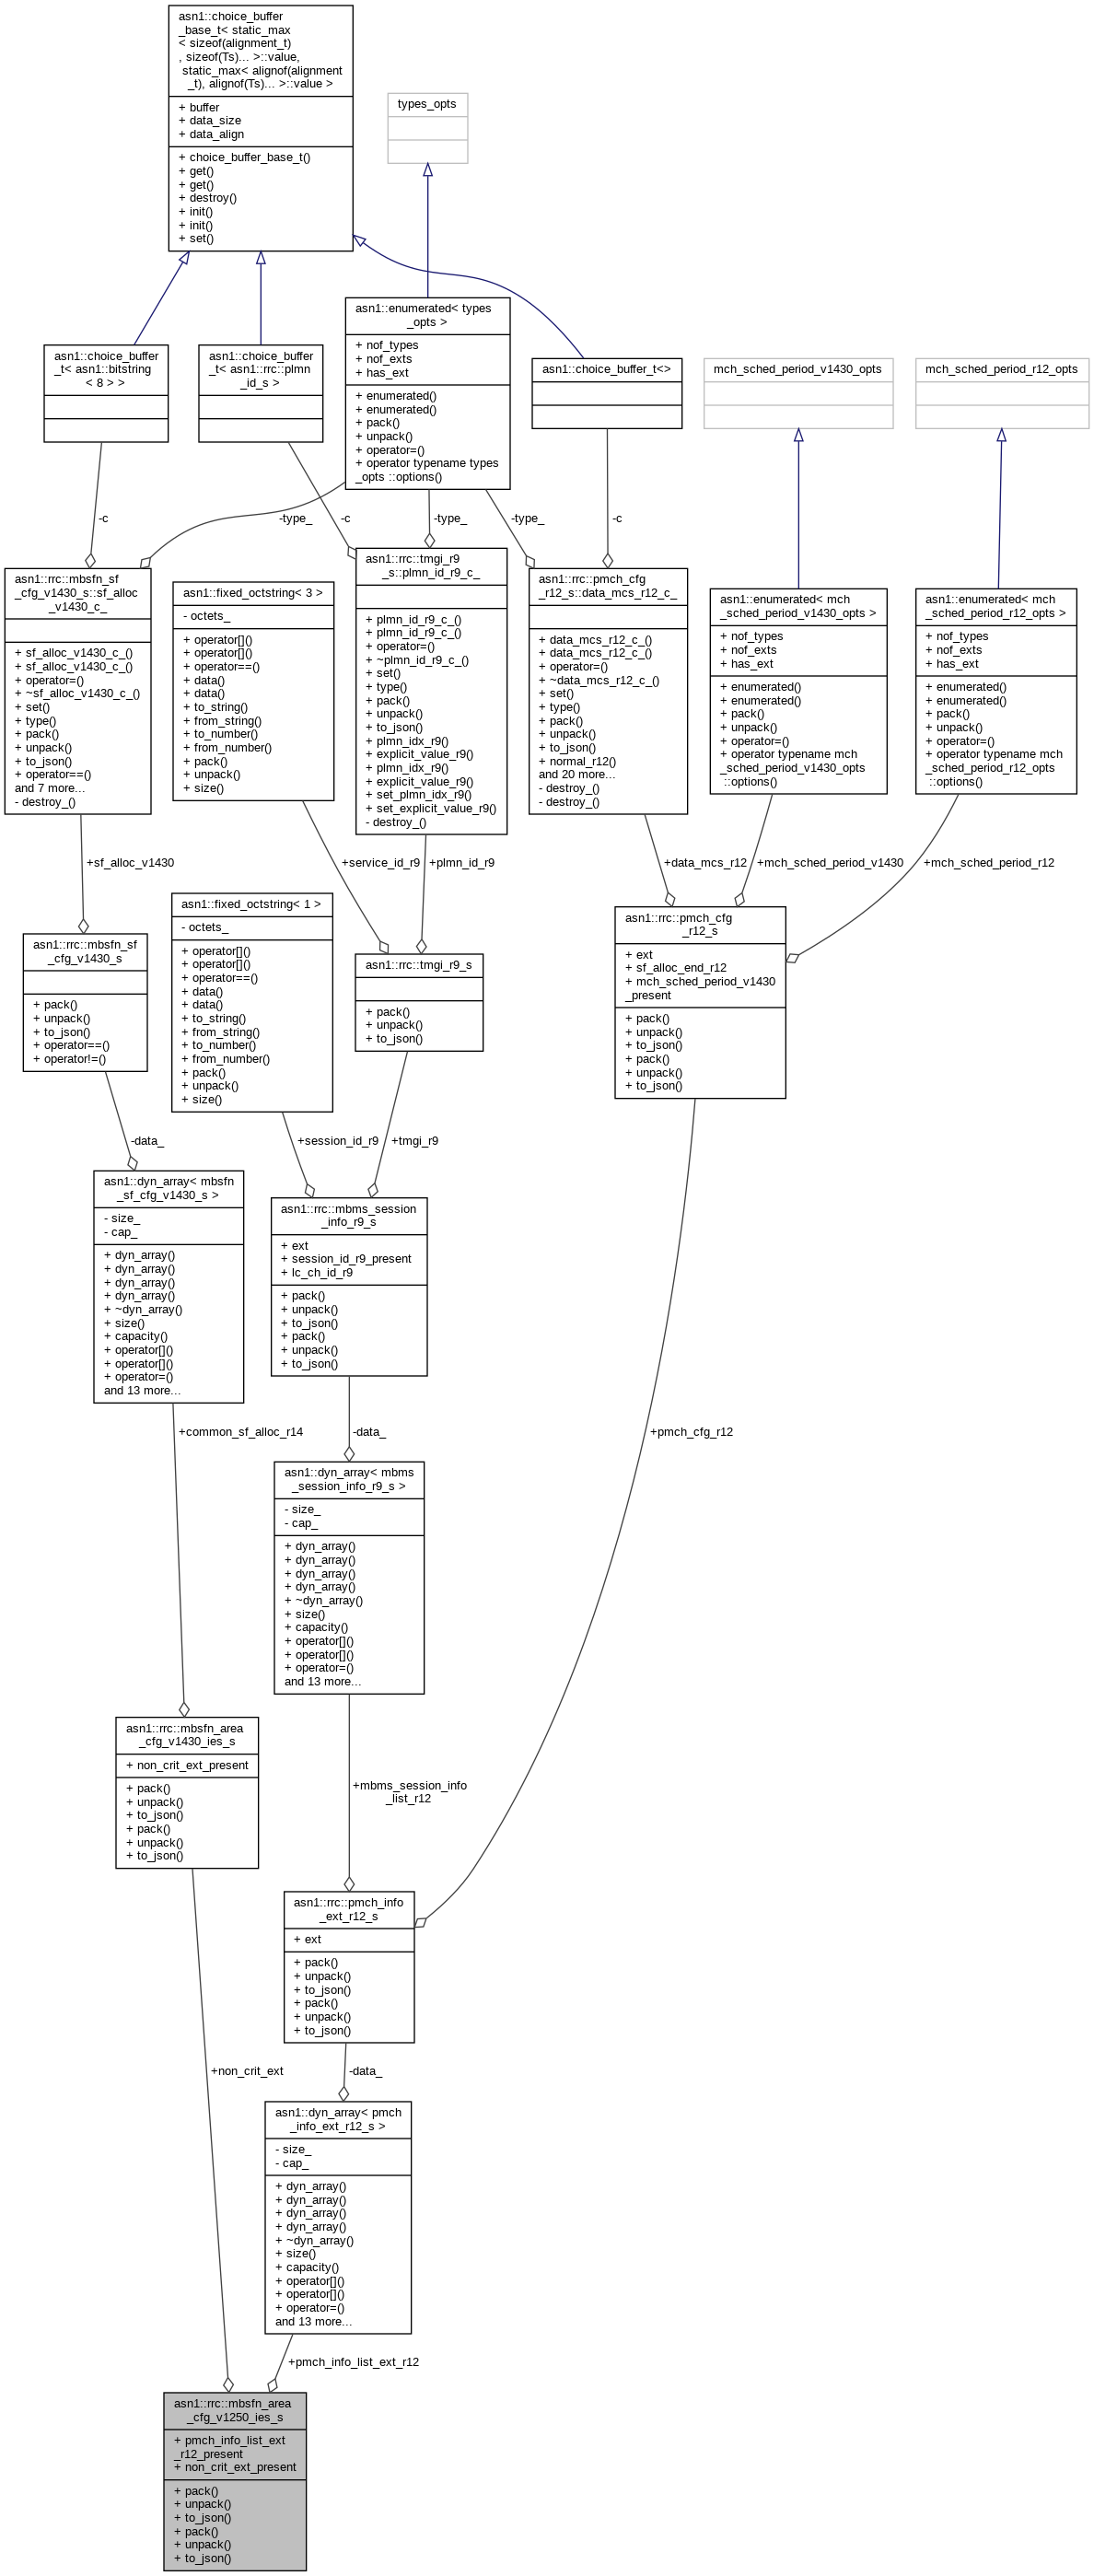 asn1::choice_buffer
_base_t< static_max
< sizeof(alignment_t)
, sizeof(Ts)... >::value,
static_max< alignof(alignment
_t), alignof(Ts)... >::value >
+ buffer
+ data_size
+ data_align
+ choice_buffer_base_t()
+ get()
+ get()
+ destroy()
+ init()
+ init()
+ set()
types_opts
asn1::choice_buffer
_t< asn1::bitstring
< 8 > >
asn1::choice_buffer
_t< asn1::rrc::plmn
_id_s >
asn1::enumerated< types
_opts >
+ nof_types
+ nof_exts
+ has_ext
+ enumerated()
+ enumerated()
+ pack()
+ unpack()
+ operator=()
+ operator typename types
_opts ::options()
asn1::choice_buffer_t<>
mch_sched_period_v1430_opts
mch_sched_period_r12_opts
-c
-type_
-c
-type_
-type_
-c
asn1::rrc::mbsfn_sf
_cfg_v1430_s::sf_alloc
_v1430_c_
+ sf_alloc_v1430_c_()
+ sf_alloc_v1430_c_()
+ operator=()
+ ~sf_alloc_v1430_c_()
+ set()
+ type()
+ pack()
+ unpack()
+ to_json()
+ operator==()
and 7 more...
- destroy_()
asn1::fixed_octstring< 3 >
- octets_
+ operator[]()
+ operator[]()
+ operator==()
+ data()
+ data()
+ to_string()
+ from_string()
+ to_number()
+ from_number()
+ pack()
+ unpack()
+ size()
asn1::rrc::tmgi_r9
_s::plmn_id_r9_c_
+ plmn_id_r9_c_()
+ plmn_id_r9_c_()
+ operator=()
+ ~plmn_id_r9_c_()
+ set()
+ type()
+ pack()
+ unpack()
+ to_json()
+ plmn_idx_r9()
+ explicit_value_r9()
+ plmn_idx_r9()
+ explicit_value_r9()
+ set_plmn_idx_r9()
+ set_explicit_value_r9()
- destroy_()
asn1::rrc::pmch_cfg
_r12_s::data_mcs_r12_c_
+ data_mcs_r12_c_()
+ data_mcs_r12_c_()
+ operator=()
+ ~data_mcs_r12_c_()
+ set()
+ type()
+ pack()
+ unpack()
+ to_json()
+ normal_r12()
and 20 more...
- destroy_()
- destroy_()
asn1::enumerated< mch
_sched_period_v1430_opts >
+ nof_types
+ nof_exts
+ has_ext
+ enumerated()
+ enumerated()
+ pack()
+ unpack()
+ operator=()
+ operator typename mch
_sched_period_v1430_opts
::options()
asn1::enumerated< mch
_sched_period_r12_opts >
+ nof_types
+ nof_exts
+ has_ext
+ enumerated()
+ enumerated()
+ pack()
+ unpack()
+ operator=()
+ operator typename mch
_sched_period_r12_opts
::options()
+sf_alloc_v1430
+service_id_r9
+plmn_id_r9
+data_mcs_r12
+mch_sched_period_v1430
+mch_sched_period_r12
asn1::rrc::mbsfn_sf
_cfg_v1430_s
+ pack()
+ unpack()
+ to_json()
+ operator==()
+ operator!=()
asn1::fixed_octstring< 1 >
- octets_
+ operator[]()
+ operator[]()
+ operator==()
+ data()
+ data()
+ to_string()
+ from_string()
+ to_number()
+ from_number()
+ pack()
+ unpack()
+ size()
asn1::rrc::tmgi_r9_s
+ pack()
+ unpack()
+ to_json()
asn1::rrc::pmch_cfg
_r12_s
+ ext
+ sf_alloc_end_r12
+ mch_sched_period_v1430
_present
+ pack()
+ unpack()
+ to_json()
+ pack()
+ unpack()
+ to_json()
-data_
+session_id_r9
+tmgi_r9
asn1::dyn_array< mbsfn
_sf_cfg_v1430_s >
- size_
- cap_
+ dyn_array()
+ dyn_array()
+ dyn_array()
+ dyn_array()
+ ~dyn_array()
+ size()
+ capacity()
+ operator[]()
+ operator[]()
+ operator=()
and 13 more...
asn1::rrc::mbms_session
_info_r9_s
+ ext
+ session_id_r9_present
+ lc_ch_id_r9
+ pack()
+ unpack()
+ to_json()
+ pack()
+ unpack()
+ to_json()
+common_sf_alloc_r14
-data_
+pmch_cfg_r12
asn1::dyn_array< mbms
_session_info_r9_s >
- size_
- cap_
+ dyn_array()
+ dyn_array()
+ dyn_array()
+ dyn_array()
+ ~dyn_array()
+ size()
+ capacity()
+ operator[]()
+ operator[]()
+ operator=()
and 13 more...
asn1::rrc::mbsfn_area
_cfg_v1430_ies_s
+ non_crit_ext_present
+ pack()
+ unpack()
+ to_json()
+ pack()
+ unpack()
+ to_json()
+mbms_session_info
_list_r12
asn1::rrc::pmch_info
_ext_r12_s
+ ext
+ pack()
+ unpack()
+ to_json()
+ pack()
+ unpack()
+ to_json()
+non_crit_ext
-data_
asn1::dyn_array< pmch
_info_ext_r12_s >
- size_
- cap_
+ dyn_array()
+ dyn_array()
+ dyn_array()
+ dyn_array()
+ ~dyn_array()
+ size()
+ capacity()
+ operator[]()
+ operator[]()
+ operator=()
and 13 more...
+pmch_info_list_ext_r12
asn1::rrc::mbsfn_area
_cfg_v1250_ies_s
+ pmch_info_list_ext
_r12_present
+ non_crit_ext_present
+ pack()
+ unpack()
+ to_json()
+ pack()
+ unpack()
+ to_json()